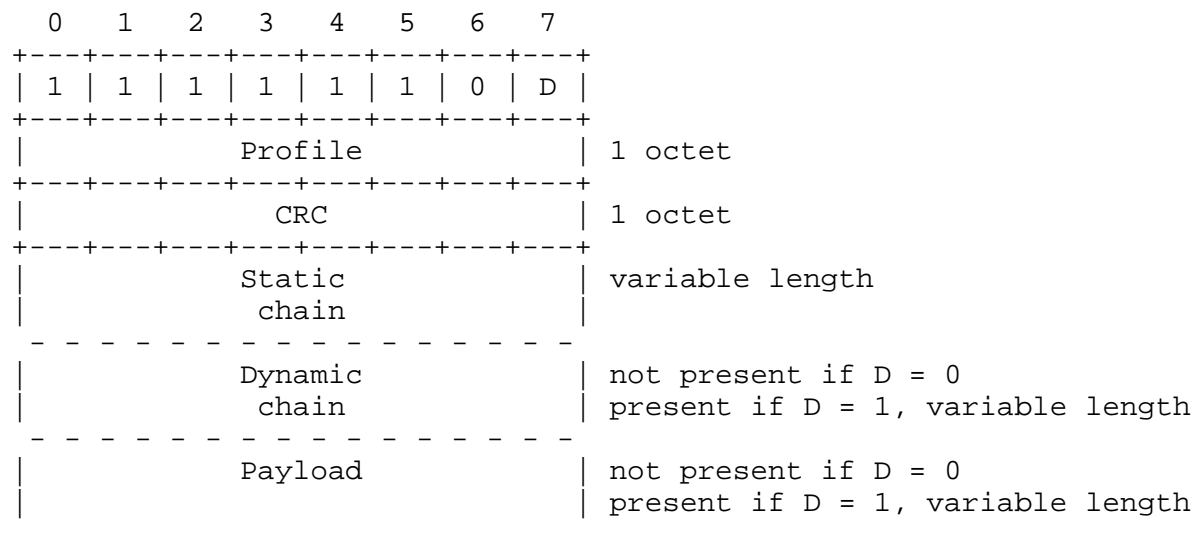 0   1   2   3   4   5   6   7
+---+---+---+---+---+---+---+---+
| 1 | 1 | 1 | 1 | 1 | 1 | 0 | D |
+---+---+---+---+---+---+---+---+
|            Profile            | 1 octet
+---+---+---+---+---+---+---+---+
|              CRC              | 1 octet
+---+---+---+---+---+---+---+---+
|            Static             | variable length
|             chain             |
 - - - - - - - - - - - - - - - -
|            Dynamic            | not present if D = 0
|             chain             | present if D = 1, variable length
 - - - - - - - - - - - - - - - -
|            Payload            | not present if D = 0
|                               | present if D = 1, variable length